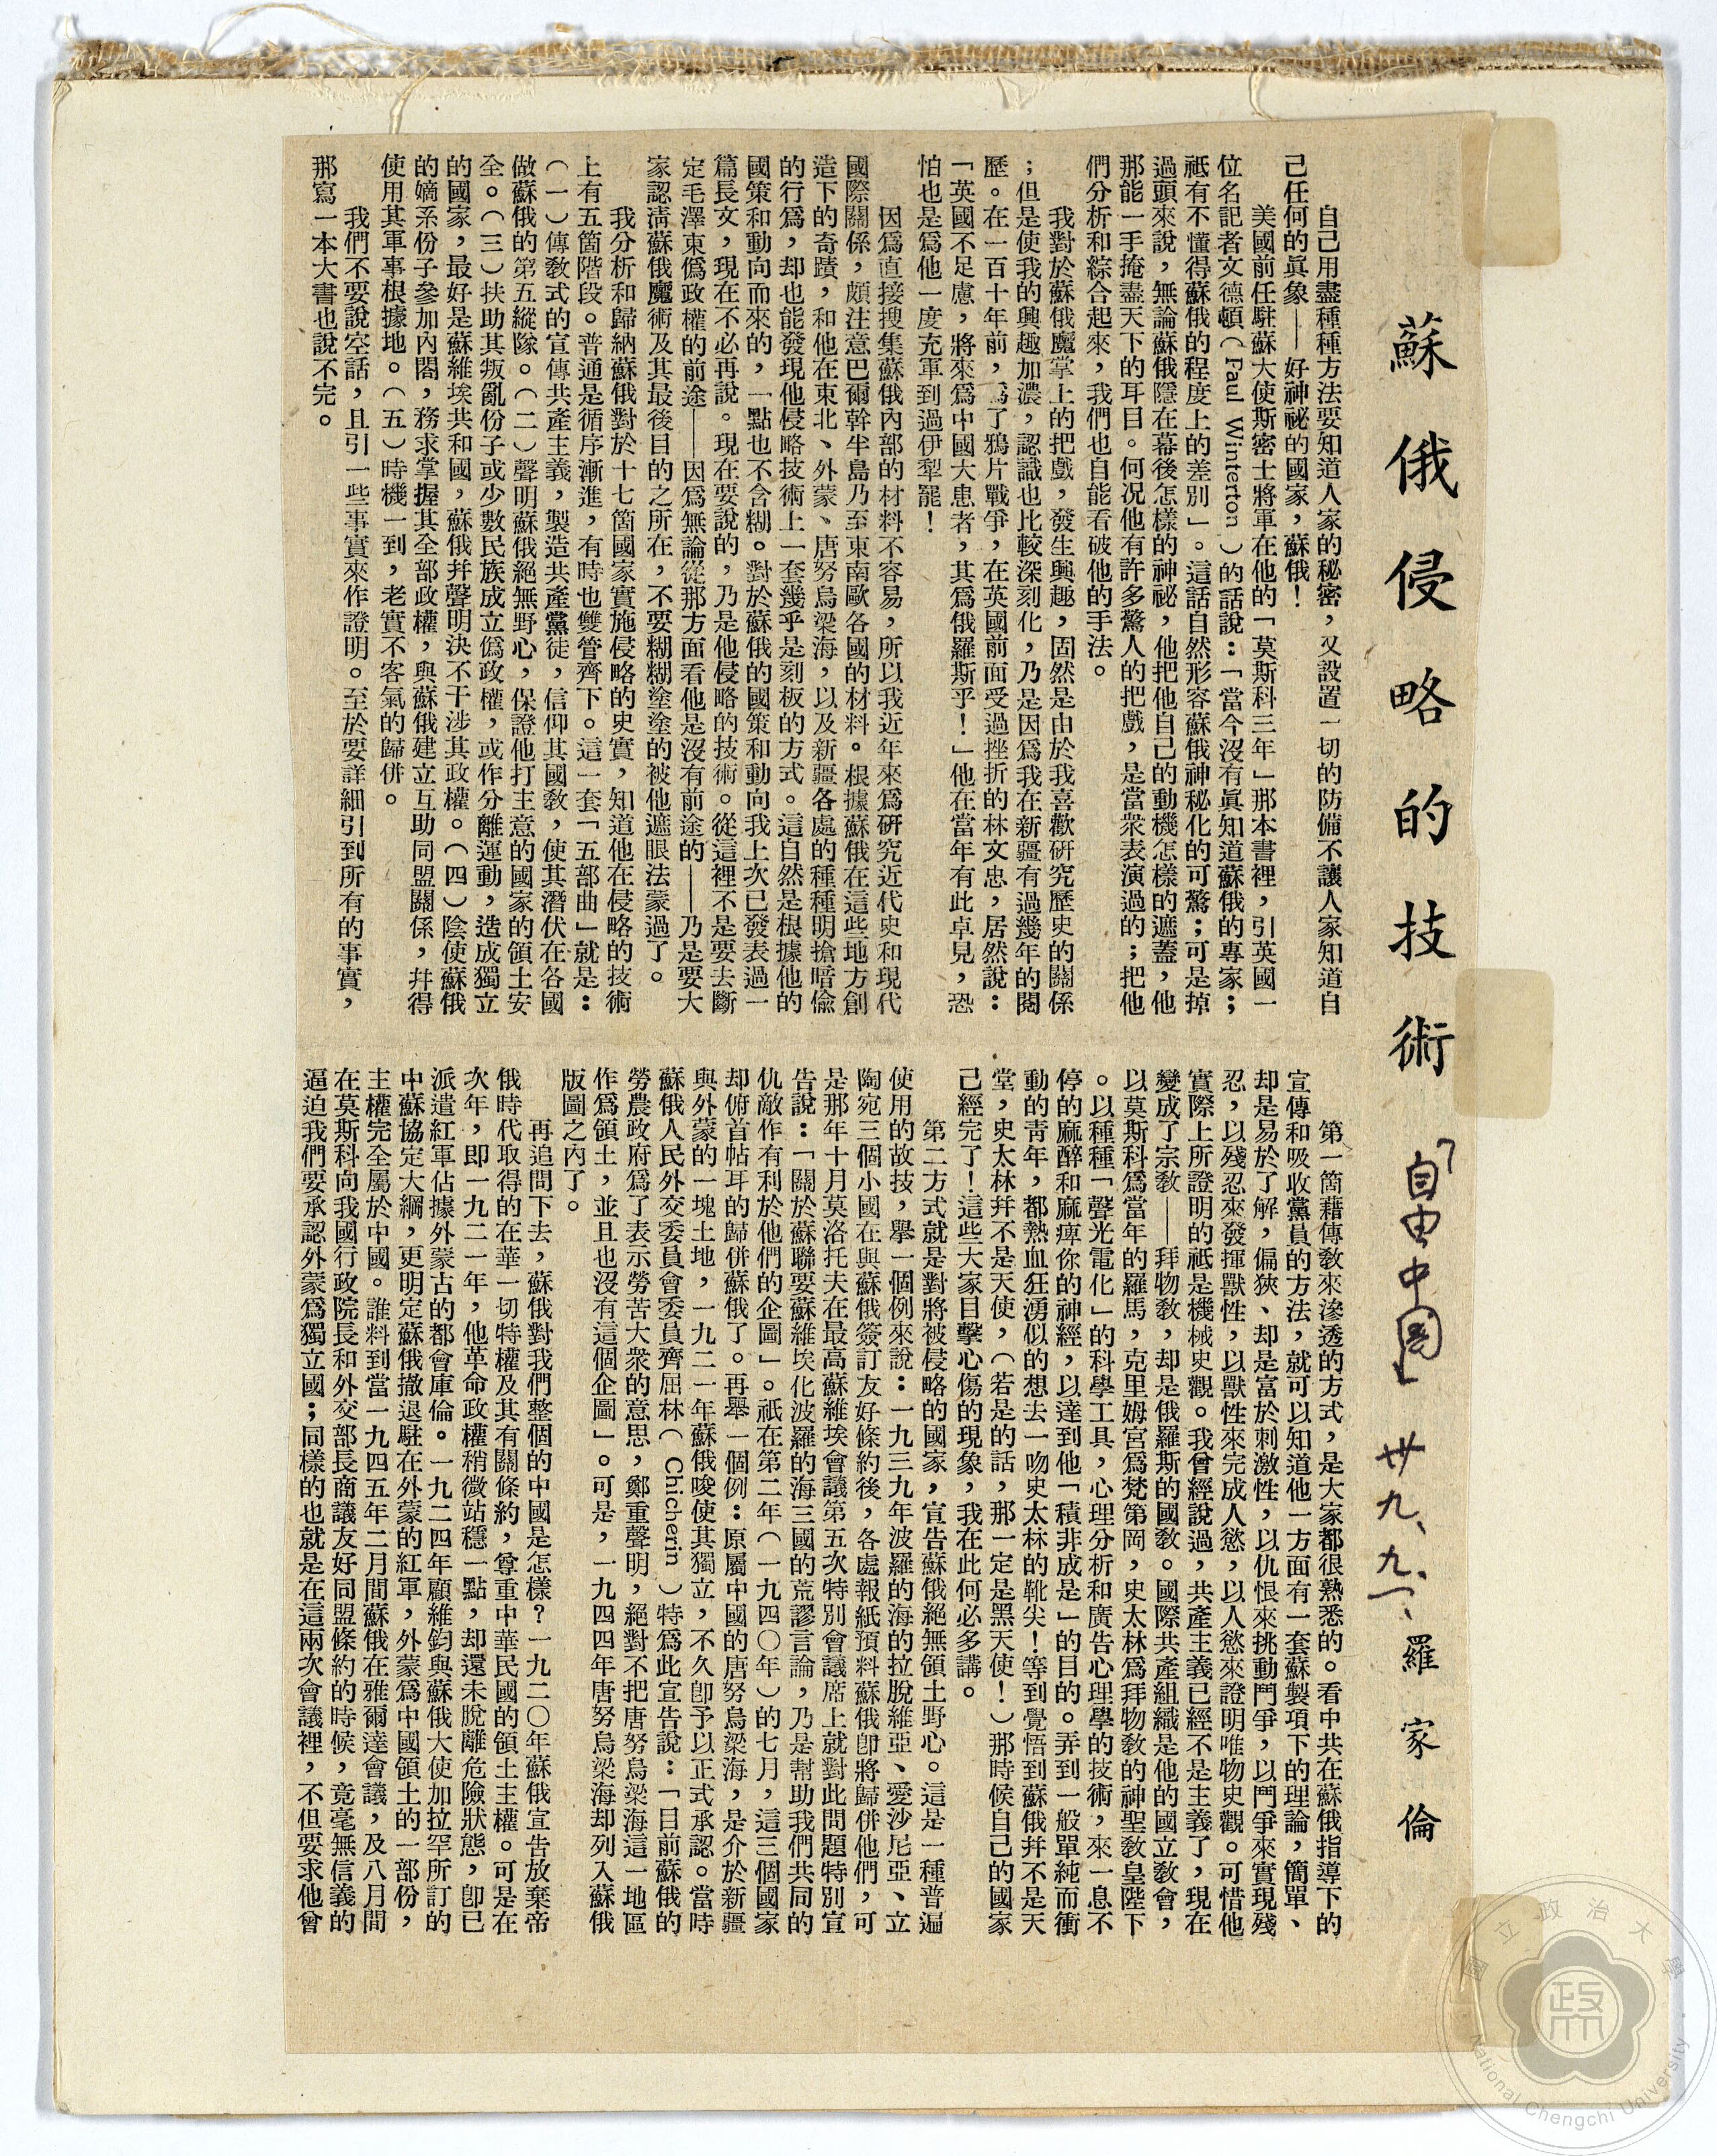 蘇俄侵略的技術
「自由中國」
卅九、九、一、
羅家倫
自己用盡種種方法要知道人家的秘密，又設置一切的防備不讓人家知道自
己任何的眞象——好神祕的國家，蘇俄！
美國前任駐蘇大使斯密士將軍在他的「莫斯科三年」那本書裡，引英國一
位名記者文德頓（Paul Winterton）的話說：「當今沒有眞知道蘇俄的專家；
祇有不懂得蘇俄的程度上的差別」。這話自然形容蘇俄神秘化的可驚；可是掉
過頭來說，無論蘇俄隱在幕後怎樣的神祕，他把他自己的動機怎樣的遮蓋，他
那能一手掩盡天下的耳目。何況他有許多驚人的把戲，是當衆表演過的；把他
們分析和綜合起來，我們也自能看破他的手法。
我對於蘇俄魔掌上的把戲，發生興趣，固然是由於我喜歡研究歷史的關係
；但是使我的興趣加濃，認識也比較深刻化，乃是因爲我在新疆有過幾年的閱
歷。在一百十年前，爲了鴉片戰爭，在英國前面受過挫折的林文忠，居然說：
「英國不足慮，將來爲中國大患者，其爲俄羅斯乎！」他在當年有此卓見，恐
怕也是爲他一度充軍到過伊犁罷！
因爲直接搜集蘇俄內部的材料不容易，所以我近年來爲研究近代史和現代
國際關係，頗注意巴爾幹半島乃至東南歐各國的材料。根據蘇俄在這些地方創
造下的奇蹟，和他在東北、外蒙、唐努烏梁海，以及新疆各處的種種明搶暗偸
的行爲，却也能發現他侵略技術上一套幾乎是刻板的方式。這自然是根據他的
國策和動向而來的，一點也不含糊。對於蘇俄的國策和動向我上次已發表過一
篇長文，現在不必再說。現在要說的，乃是他侵略的技術。從這裡不是要去斷
定毛澤東僞政權的前途——因爲無論從那方面看他是沒有前途的——乃是要大
家認淸蘇俄魔術及其最後目的之所在，不要糊糊塗塗的被他遮眼法蒙過了。
我分析和歸納蘇俄對於十七箇國家實施侵略的史實，知道他在侵略的技術
上有五箇階段。普通是循序漸進，有時也雙管齊下。這一套「五部曲」就是：
（一）傳敎式的宣傳共產主義，製造共產黨徒，信仰其國敎，使其潛伏在各國
做蘇俄的第五縱隊。（二）聲明蘇俄絕無野心，保證他打主意的國家的領土安
全。（三）扶助其叛亂份子或少數民族成立僞政權，或作分離運動，造成獨立
的國家，最好是蘇維埃共和國，蘇俄幷聲明決不干涉其政權。（四）陰使蘇俄
的嫡系份子參加內閣，務求掌握其全部政權，與蘇俄建立互助同盟關係，幷得
使用其軍事根據地。（五）時機一到，老實不客氣的歸併。
我們不要說空話，且引一些事實來作證明。至於要詳細引到所有的事實，
那寫一本大書也說不完。
第一箇藉傳敎來滲透的方式，是大家都很熟悉的。看中共在蘇俄指導下的
宣傳和吸收黨員的方法，就可以知道他一方面有一套蘇製項下的理論，簡單、
却是易於了解，偏狹、却是富於刺激性，以仇恨來挑動鬥爭，以鬥爭來實現殘
忍，以殘忍來發揮獸性，以獸性來完成人慾，以人慾來證明唯物史觀。可惜他
實際上所證明的祇是機械史觀。我曾經說過，共產主義已經不是主義了，現在
變成了宗敎——拜物敎，却是俄羅斯的國敎。國際共產組織是他的國立敎會，
以莫斯科爲當年的羅馬，克里姆宮爲梵第岡，史太林爲拜物敎的神聖敎皇陛下
。以種種「聲光電化」的科學工具，心理分析和廣告心理學的技術，來一息不
停的麻醉和麻痺你的神經，以達到他「積非成是」的目的。弄到一般單純而衝
動的靑年，都熱血狂湧似的想去一吻史太林的靴尖！等到覺悟到蘇俄幷不是天
堂，史太林幷不是天使，（若是的話，那一定是黑天使！）那時候自己的國家
己經完了！這些大家目擊心傷的現象，我在此何必多講。
第二方式就是對將被侵略的國家，宣告蘇俄絕無領土野心。這是一種普遍
使用的故技，擧一個例來說：一九三九年波羅的海的拉脫維亞、愛沙尼亞、立
陶宛三個小國在與蘇俄簽訂友好條約後，各處報紙預料蘇俄卽將歸併他們，可
是那年十月莫洛托夫在最高蘇維埃會議第五次特別會議席上就對此問題特別宣
告說：「關於蘇聯要蘇維埃化波羅的海三國的荒謬言論，乃是幫助我們共同的
仇敵作有利於他們的企圖」。祇在第二年（一九四〇年）的七月，這三個國家
却俯首帖耳的歸併蘇俄了。再舉一個例：原屬中國的唐努烏梁海，是介於新疆
與外蒙的一塊土地，一九二一年蘇俄唆使其獨立，不久卽予以正式承認。當時
蘇俄人民外交委員會委員齊屈林（Chicherin）特爲此宣告說：「目前蘇俄的
勞農政府爲了表示勞苦大衆的意思，鄭重聲明，絕對不把唐努烏梁海這一地區
作爲領土，並且也沒有這個企圖」。可是，一九四四年唐努烏梁海却列入蘇俄
版圖之內了。
再追問下去，蘇俄對我們整個的中國是怎樣？一九二〇年蘇俄宣告放棄帝
俄時代取得的在華一切特權及其有關條約，尊重中華民國的領土主權。可是在
次年，即一九二一年，他革命政權稍微站穩一點，却還未脫離危險狀態，卽已
派遣紅軍佔據外蒙古的都會庫倫。一九二四年顧維鈞與蘇俄大使加拉罕所訂的
中蘇協定大綱，更明定蘇俄撤退駐在外蒙的紅軍，外蒙爲中國領土的一部份，
主權完全屬於中國。誰料到當一九四五年二月間蘇俄在雅爾達會議，及八月間
在莫斯科向我國行政院長和外交部長商議友好同盟條約的時候，竟毫無信義的
逼迫我們要承認外蒙爲獨立國；同樣的也就是在這兩次會議裡，不但要求他曾
國立政治大學
National Chengchi University